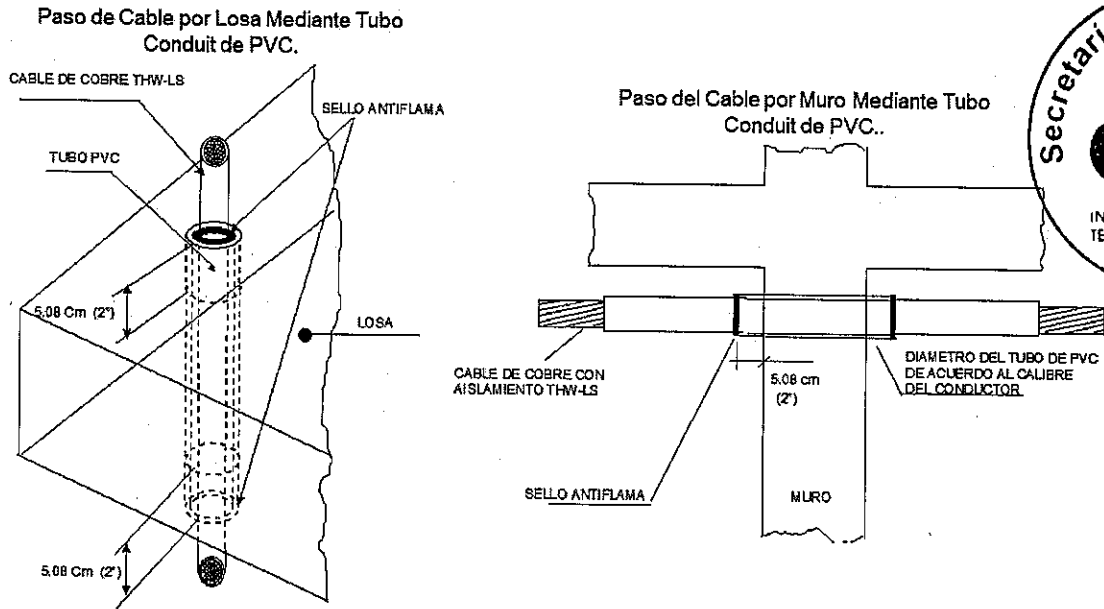 Paso de Cable por Losa Mediante Tubo
Conduit de PVC.
CABLE DE COBRE THW-LS
SELLO ANTIFLAMA
TUBO PVC
5.08 Cm (2")
LOSA
5.08 Cm (2")
Paso del Cable por Muro Mediante Tubo
Conduit de PVC..
CABLE DE COBRE CON
AISLAMIENTO THW-LS
5.08 cm
(2")
DIAMETRO DEL TUBO DE PVC
DE ACUERDO AL CALIBRE
DEL CONDUCTOR
SELLO ANTIFLAMA
MURO